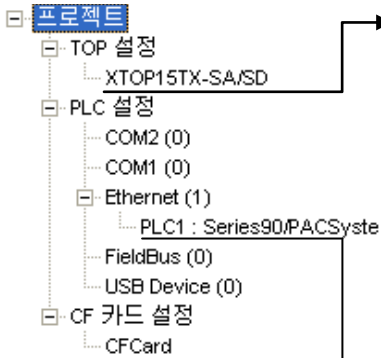 프로젝트
TOP 설정
XTOP15TX-SA/SD
PLC 설정
COM2 (0)
COM1 (0)
Ethernet (1)
PLC1 : Series90/PACSyste
FieldBus (0)
USB Device (0)
CF 카드 설정
CFCard